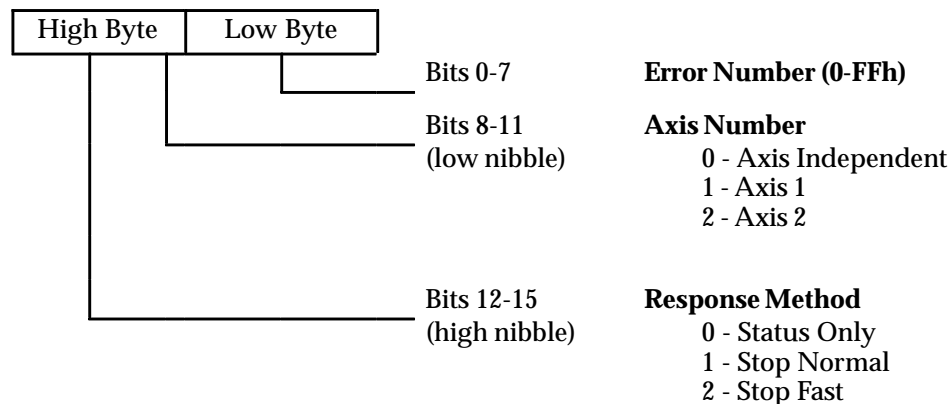 High Byte Low Byte
Bits 0-7 Error Number (0-FFh)
Bits 8-11 Axis Number
(low nibble) 0 - Axis Independent
1 - Axis 1
2 - Axis 2
Bits 12-15 Response Method
(high nibble) 0 - Status Only
1 - Stop Normal
2 - Stop Fast